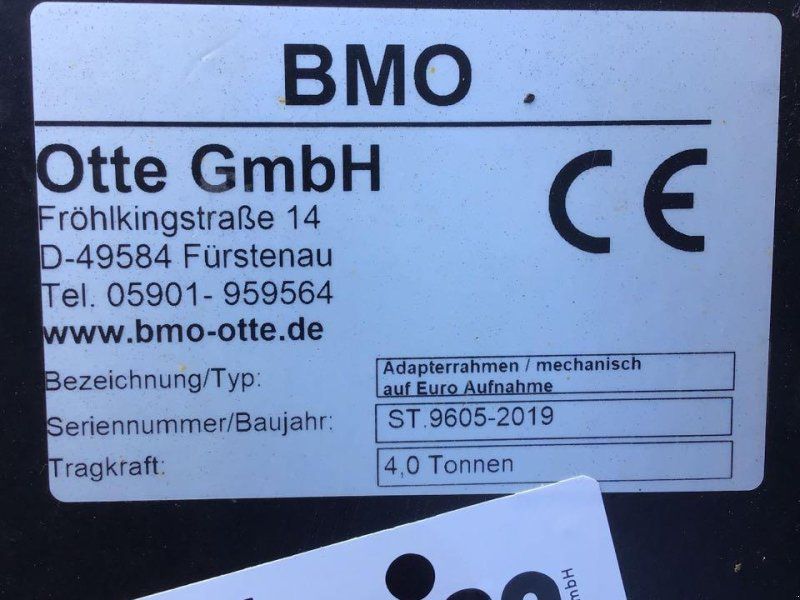 BMO
Otte GmbH
CE
Fröhlkingstraße 14
D-49584 Fürstenau
Tel. 05901- 959564
www.bmo-otte.de
Bezeichnung/Typ: Adapterrahmen / mechanisch
auf Euro Aufnahme
Seriennummer/Baujahr: ST.9605-2019
Tragkraft: 4,0 Tonnen